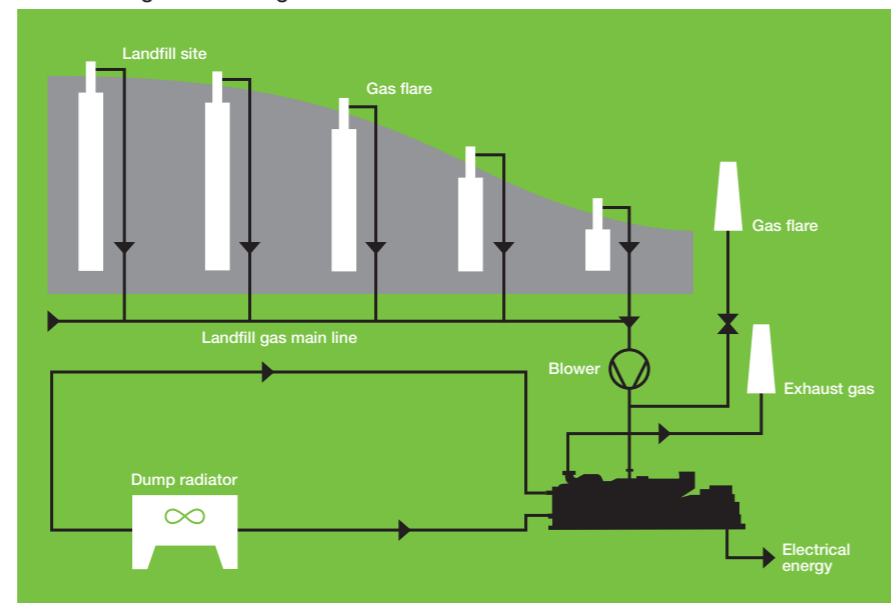 Landfill site
Gas flare
Gas flare
Landfill gas main line
Blower
Exhaust gas
Dump radiator
Electrical
energy